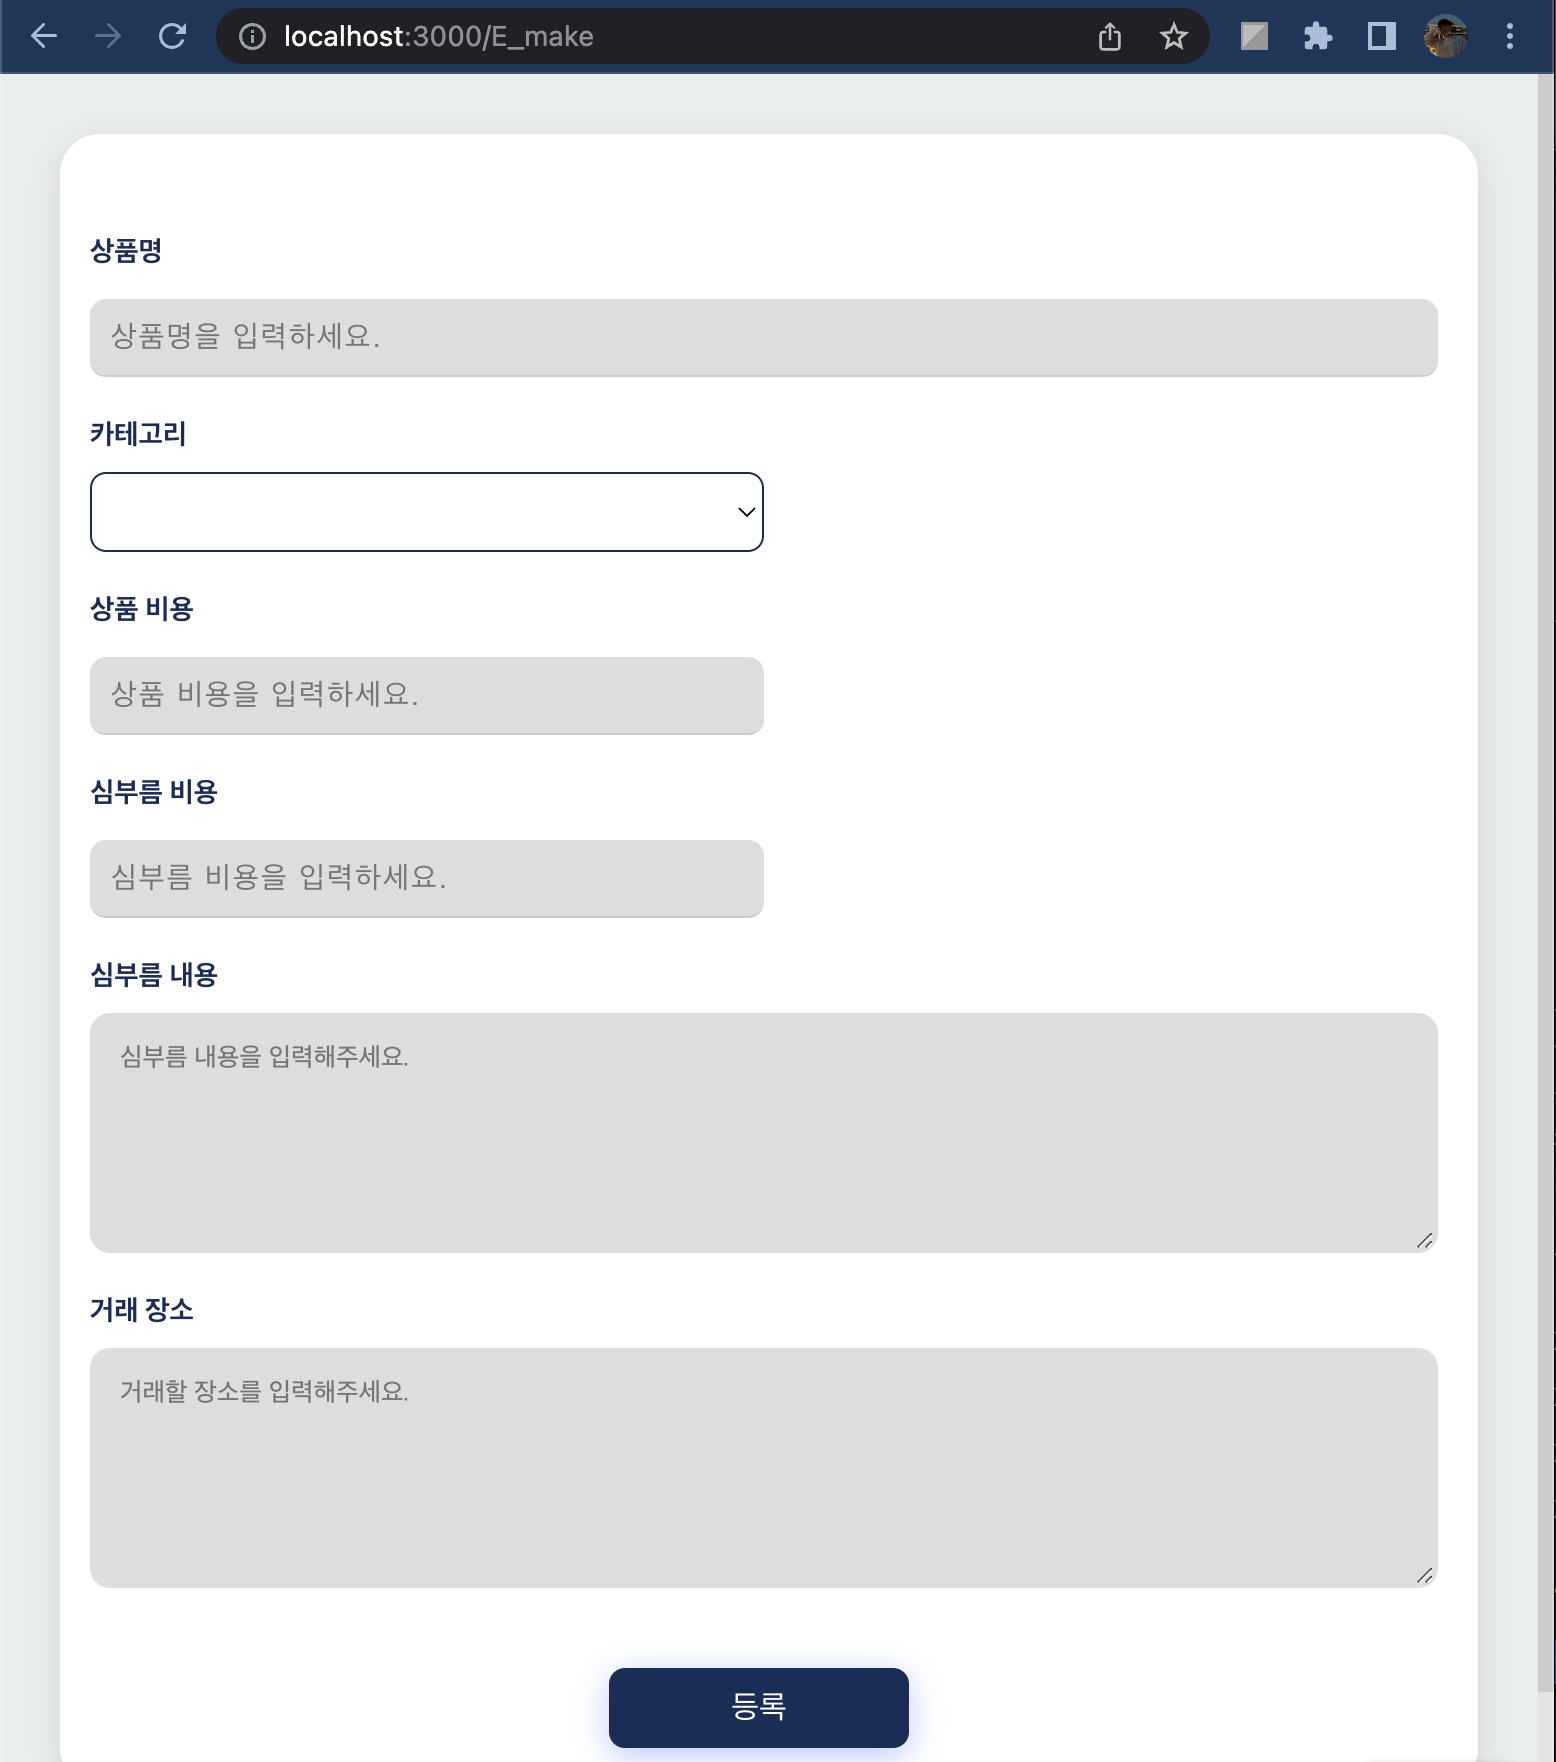 localhost:3000/E_make
상품명
상품명을 입력하세요.
카테고리
상품 비용
상품 비용을 입력하세요.
심부름 비용
심부름 비용을 입력하세요.
심부름 내용
심부름 내용을 입력해주세요.
거래 장소
거래할 장소를 입력해주세요.
등록